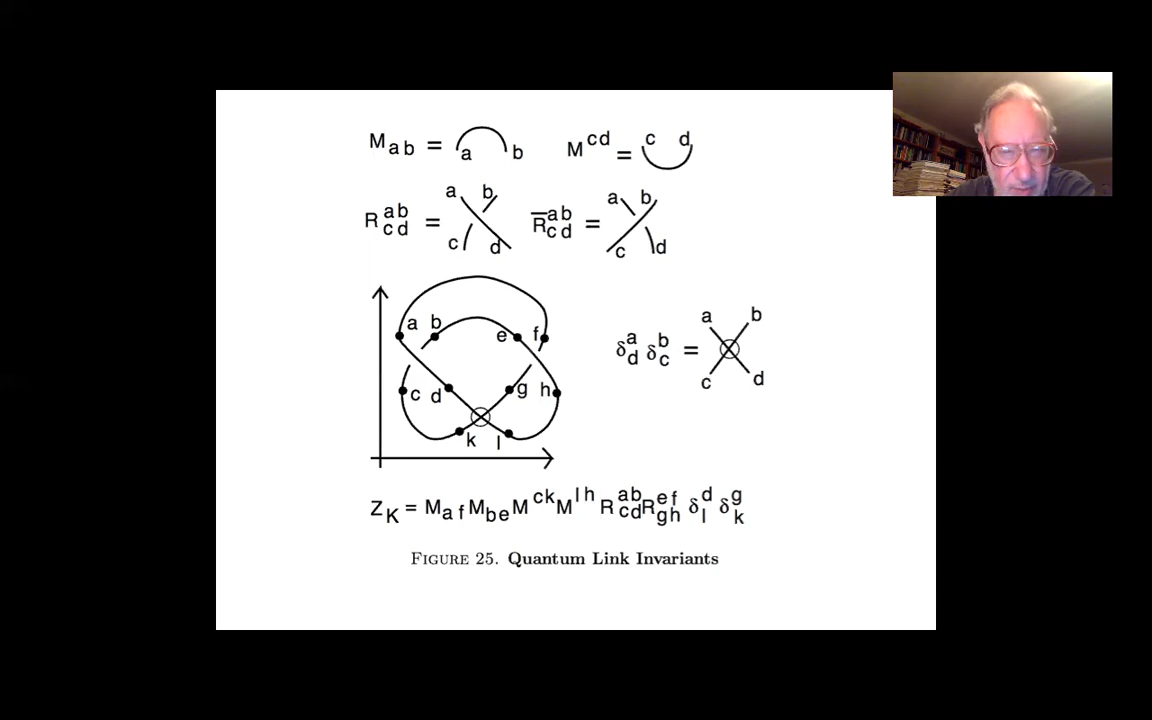 M_{ab} = a b M^{cd} = c d
R^{ab}_{cd} = a b c d \overline{R}^{ab}_{cd} = a b c d
a b e f
δ^a_d δ^b_c = a b c d
c d g h
k l
Z_K = M_{af} M_{be} M^{ck} M^{lh} R^{ab}_{cd} R^{ef}_{gh} δ^d_l δ^g_k
FIGURE 25. Quantum Link Invariants